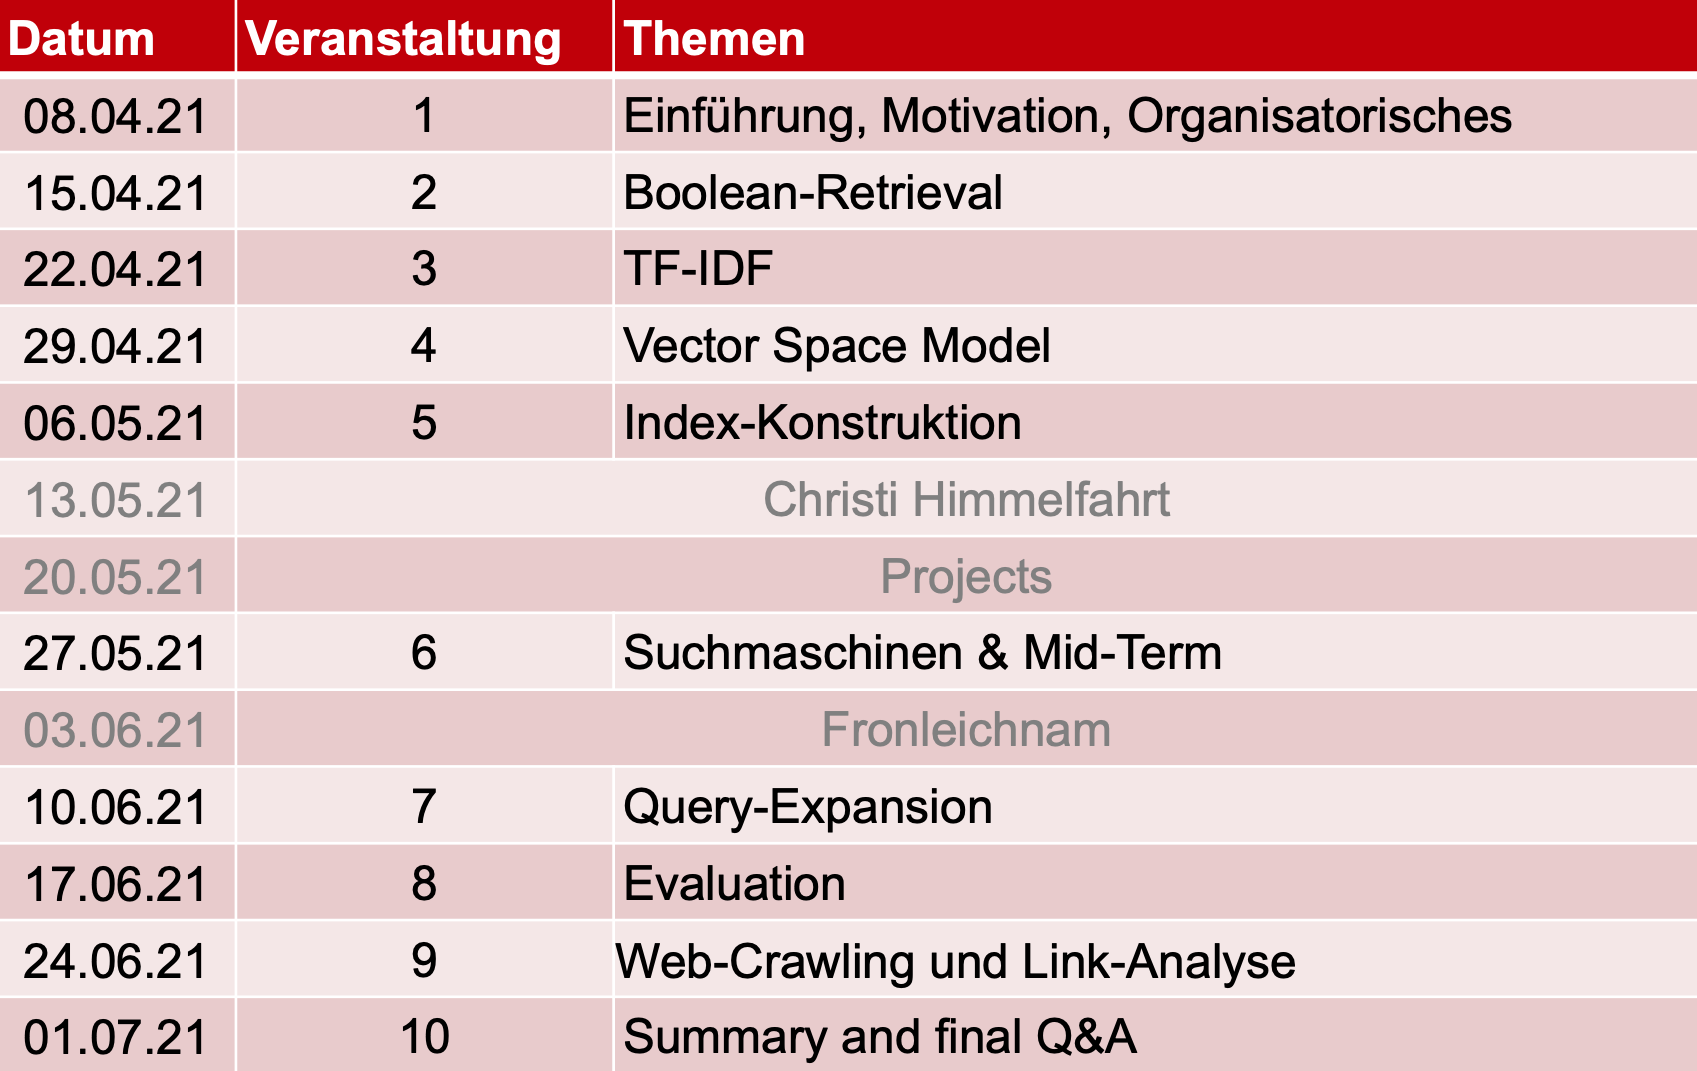 Datum Veranstaltung Themen
08.04.21 1 Einführung, Motivation, Organisatorisches
15.04.21 2 Boolean-Retrieval
22.04.21 3 TF-IDF
29.04.21 4 Vector Space Model
06.05.21 5 Index-Konstruktion
13.05.21 Christi Himmelfahrt
20.05.21 Projects
27.05.21 6 Suchmaschinen & Mid-Term
03.06.21 Fronleichnam
10.06.21 7 Query-Expansion
17.06.21 8 Evaluation
24.06.21 9 Web-Crawling und Link-Analyse
01.07.21 10 Summary and final Q&A